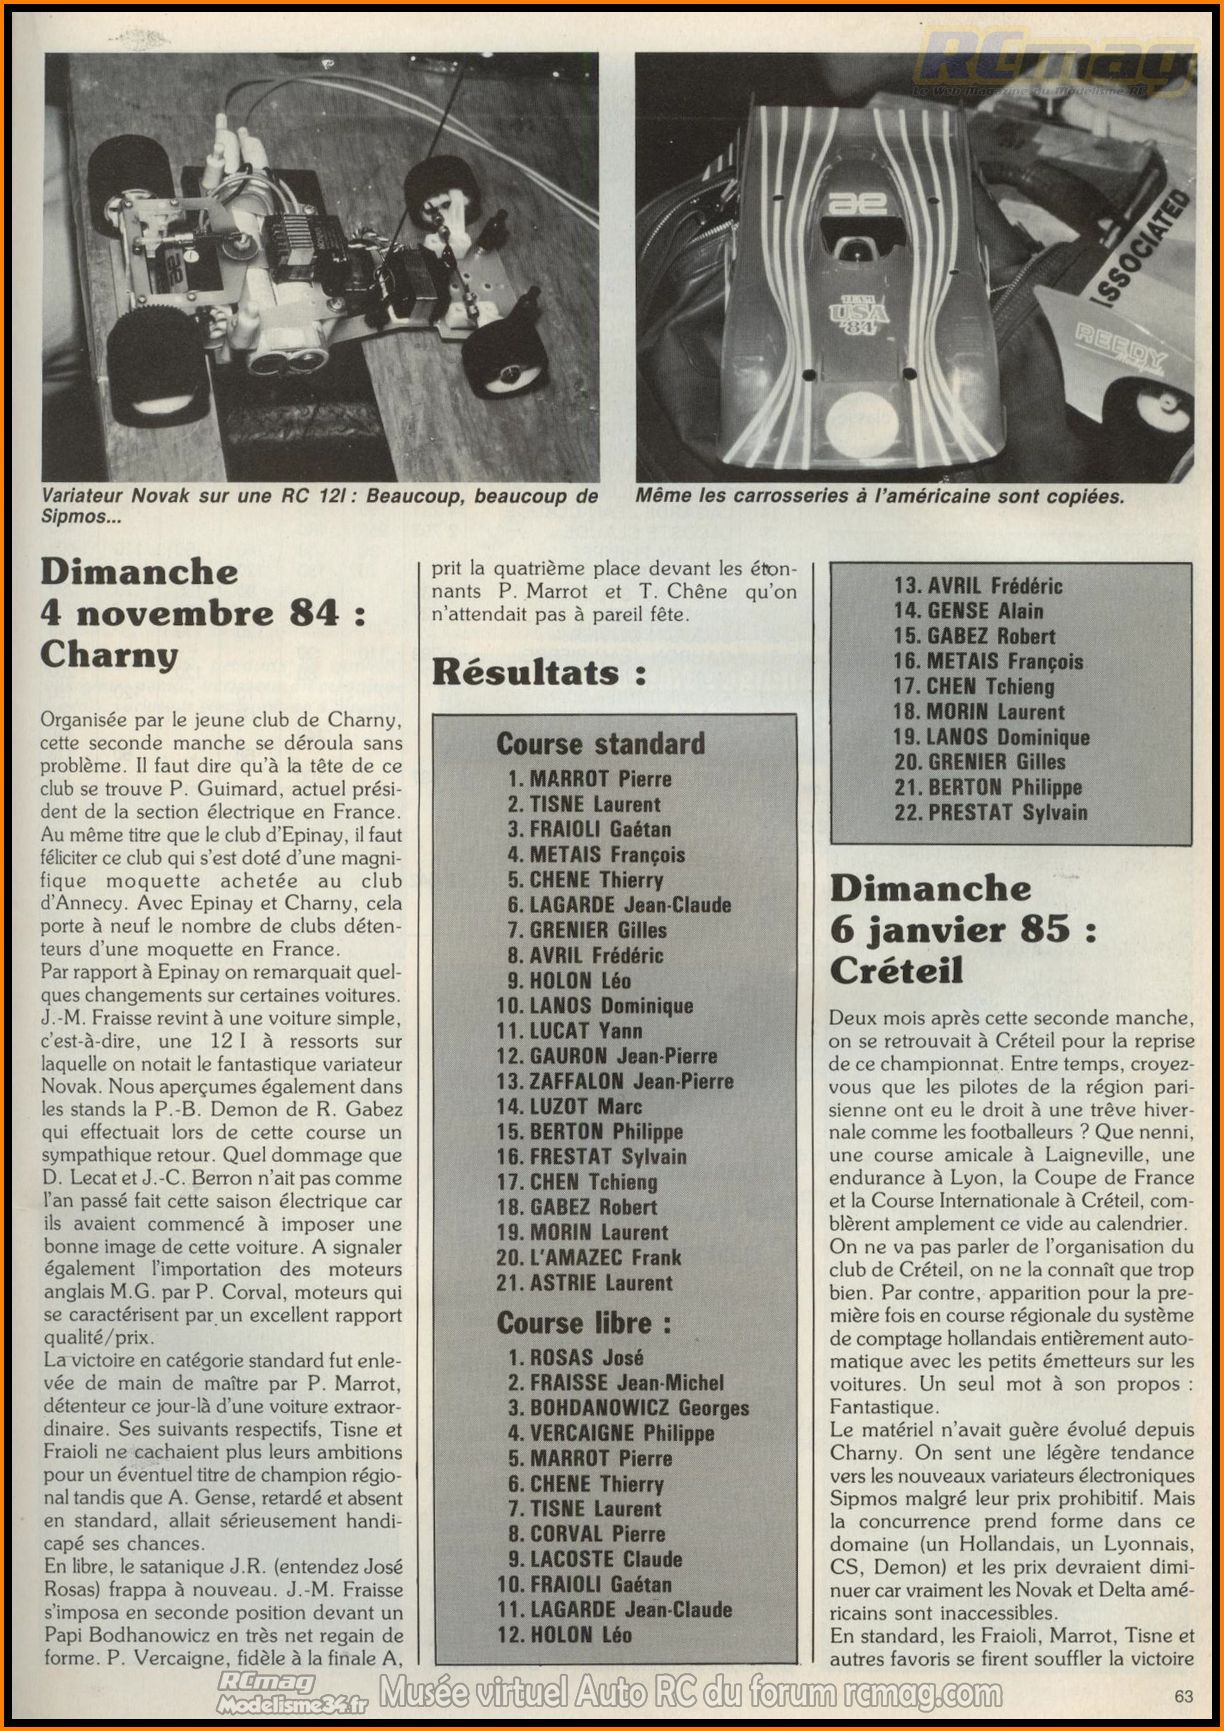 RCmag
Le Web Magazine du Modélisme RC
ae
TEAM
USA
'84
ASSOCIATED
REEDY
Variateur Novak sur une RC 12I : Beaucoup, beaucoup de
Sipmos...
Même les carrosseries à l'américaine sont copiées.
Dimanche
4 novembre 84 :
Charny
Organisée par le jeune club de Charny,
cette seconde manche se déroula sans
problème. Il faut dire qu'à la tête de ce
club se trouve P. Guimard, actuel prési-
dent de la section électrique en France.
Au même titre que le club d'Epinay, il faut
féliciter ce club qui s'est doté d'une magni-
fique moquette achetée au club
d'Annecy. Avec Epinay et Charny, cela
porte à neuf le nombre de clubs déten-
teurs d'une moquette en France.
Par rapport à Epinay on remarquait quel-
ques changements sur certaines voitures.
J.-M. Fraisse revint à une voiture simple,
c'est-à-dire, une 12 I à ressorts sur
laquelle on notait le fantastique variateur
Novak. Nous aperçumes également dans
les stands la P.-B. Demon de R. Gabez
qui effectuait lors de cette course un
sympathique retour. Quel dommage que
D. Lecat et J.-C. Berron n'ait pas comme
l'an passé fait cette saison électrique car
ils avaient commencé à imposer une
bonne image de cette voiture. A signaler
également l'importation des moteurs
anglais M.G. par P. Corval, moteurs qui
se caractérisent par un excellent rapport
qualité/prix.
La victoire en catégorie standard fut enle-
vée de main de maître par P. Marrot,
détenteur ce jour-là d'une voiture extraor-
dinaire. Ses suivants respectifs, Tisne et
Fraioli ne cachaient plus leurs ambitions
pour un éventuel titre de champion régio-
nal tandis que A. Gense, retardé et absent
en standard, allait sérieusement handi-
capé ses chances.
En libre, le satanique J.R. (entendez José
Rosas) frappa à nouveau. J.-M. Fraisse
s'imposa en seconde position devant un
Papi Bodhanowicz en très net regain de
forme. P. Vercaigne, fidèle à la finale A,
prit la quatrième place devant les éton-
nants P. Marrot et T. Chêne qu'on
n'attendait pas à pareil fête.
Résultats :
Course standard
1. MARROT Pierre
2. TISNE Laurent
3. FRAIOLI Gaétan
4. METAIS François
5. CHENE Thierry
6. LAGARDE Jean-Claude
7. GRENIER Gilles
8. AVRIL Frédéric
9. HOLON Léo
10. LANOS Dominique
11. LUCAT Yann
12. GAURON Jean-Pierre
13. ZAFFALON Jean-Pierre
14. LUZOT Marc
15. BERTON Philippe
16. FRESTAT Sylvain
17. CHEN Tchieng
18. GABEZ Robert
19. MORIN Laurent
20. L'AMAZEC Frank
21. ASTRIE Laurent
Course libre :
1. ROSAS José
2. FRAISSE Jean-Michel
3. BOHDANOWICZ Georges
4. VERCAIGNE Philippe
5. MARROT Pierre
6. CHENE Thierry
7. TISNE Laurent
8. CORVAL Pierre
9. LACOSTE Claude
10. FRAIOLI Gaétan
11. LAGARDE Jean-Claude
12. HOLON Léo
13. AVRIL Frédéric
14. GENSE Alain
15. GABEZ Robert
16. METAIS François
17. CHEN Tchieng
18. MORIN Laurent
19. LANOS Dominique
20. GRENIER Gilles
21. BERTON Philippe
22. PRESTAT Sylvain
Dimanche
6 janvier 85 :
Créteil
Deux mois après cette seconde manche,
on se retrouvait à Créteil pour la reprise
de ce championnat. Entre temps, croyez-
vous que les pilotes de la région pari-
sienne ont eu le droit à une trêve hiver-
nale comme les footballeurs ? Que nenni,
une course amicale à Laigneville, une
endurance à Lyon, la Coupe de France
et la Course Internationale à Créteil, com-
blèrent amplement ce vide au calendrier.
On ne va pas parler de l'organisation du
club de Créteil, on ne la connaît que trop
bien. Par contre, apparition pour la pre-
mière fois en course régionale du système
de comptage hollandais entièrement auto-
matique avec les petits émetteurs sur les
voitures. Un seul mot à son propos :
Fantastique.
Le matériel n'avait guère évolué depuis
Charny. On sent une légère tendance
vers les nouveaux variateurs électroniques
Sipmos malgré leur prix prohibitif. Mais
la concurrence prend forme dans ce
domaine (un Hollandais, un Lyonnais,
CS, Demon) et les prix devraient dimi-
nuer car vraiment les Novak et Delta amé-
ricains sont inaccessibles.
En standard, les Fraioli, Marrot, Tisne et
autres favoris se firent souffler la victoire
RCmag
Modelisme34.fr
Musée virtuel Auto RC du forum rcmag.com
63